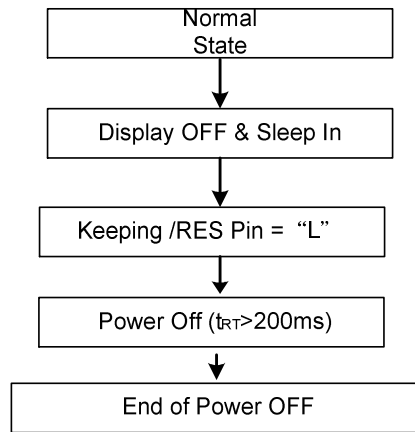 Normal
State
Display OFF & Sleep In
Keeping /RES Pin = “L”
Power Off (tRT>200ms)
End of Power OFF